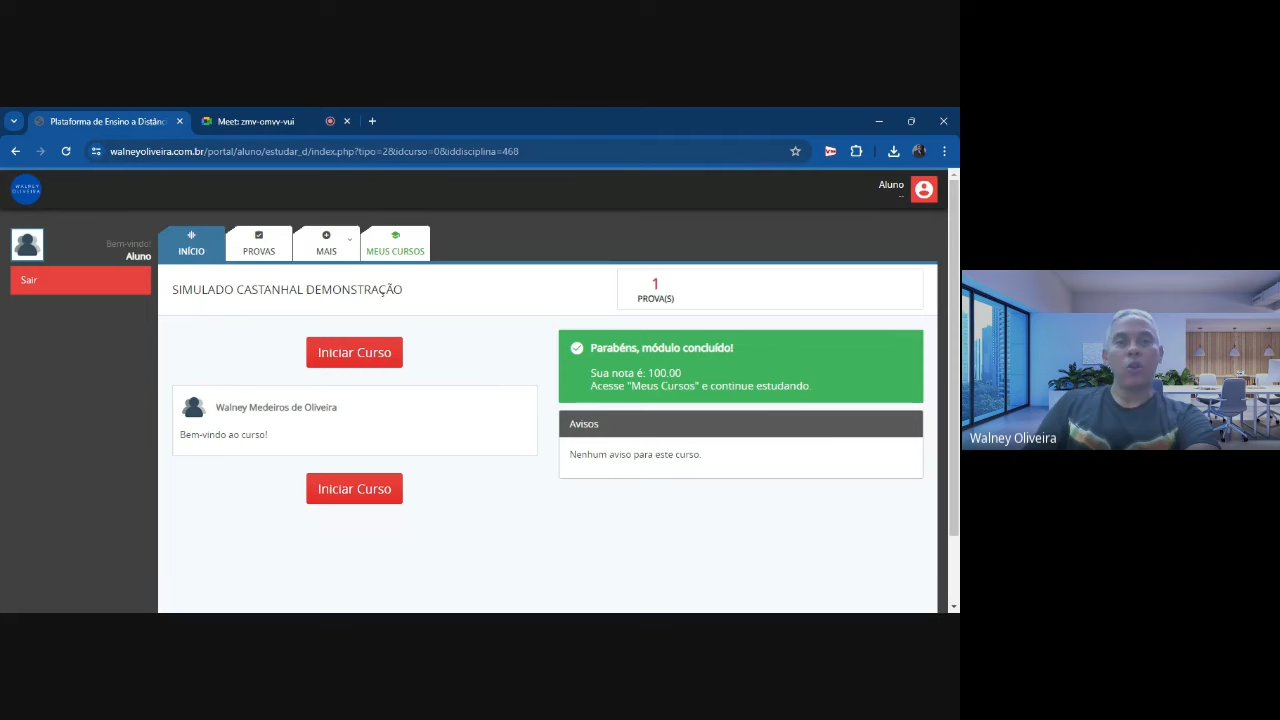 Plataforma de Ensino a Distânc
Meet: zmv-omvv-vui
walneyoliveira.com.br/portal/aluno/estudar_d/index.php?tipo=2&idcurso=0&iddisciplina=468
WALNEY
OLIVEIRA
Aluno
--
Bem-vindo!
Aluno
Sair
INÍCIO
PROVAS
MAIS
MEUS CURSOS
SIMULADO CASTANHAL DEMONSTRAÇÃO
1
PROVA(S)
Iniciar Curso
Walney Medeiros de Oliveira
Bem-vindo ao curso!
Iniciar Curso
Parabéns, módulo concluído!
Sua nota é: 100.00
Acesse "Meus Cursos" e continue estudando.
Avisos
Nenhum aviso para este curso.
Walney Oliveira